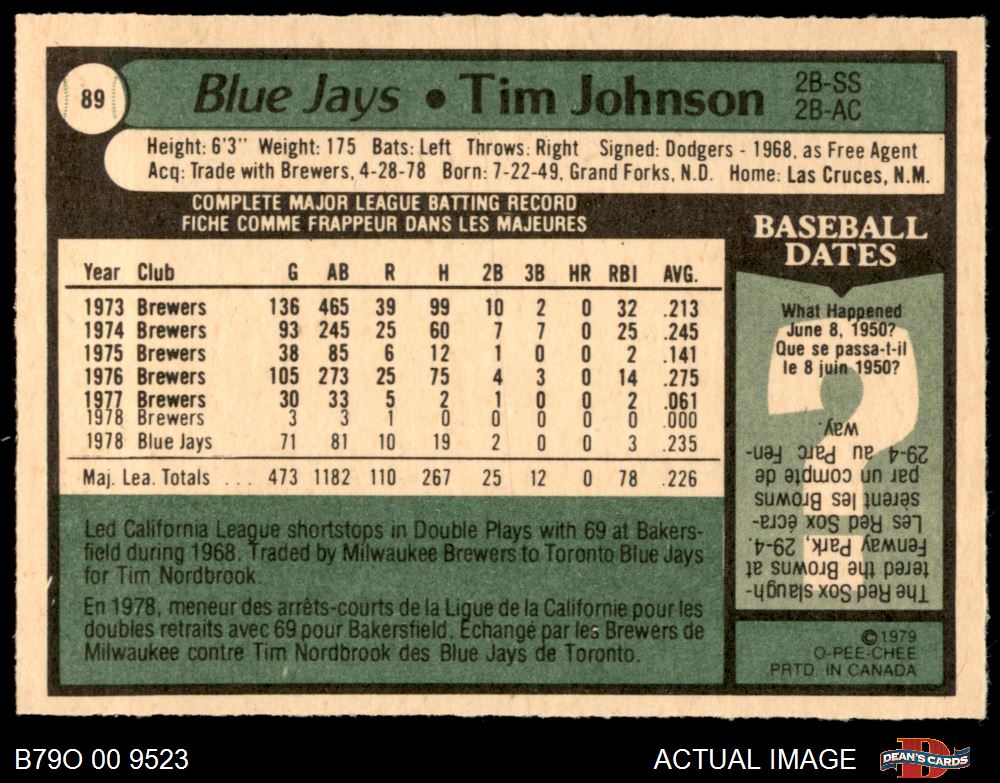 89
Blue Jays • Tim Johnson 2B-SS
2B-AC
Height: 6'3" Weight: 175 Bats: Left Throws: Right Signed: Dodgers - 1968, as Free Agent
Acq: Trade with Brewers, 4-28-78 Born: 7-22-49, Grand Forks, N.D. Home: Las Cruces, N.M.
COMPLETE MAJOR LEAGUE BATTING RECORD
FICHE COMME FRAPPEUR DANS LES MAJEURES
Year Club G AB R H 2B 3B HR RBI AVG.
1973 Brewers 136 465 39 99 10 2 0 32 .213
1974 Brewers 93 245 25 60 7 7 0 25 .245
1975 Brewers 38 85 6 12 1 0 0 2 .141
1976 Brewers 105 273 25 75 4 3 0 14 .275
1977 Brewers 30 33 5 2 1 0 0 2 .061
1978 Brewers 3 3 1 0 0 0 0 0 .000
1978 Blue Jays 71 81 10 19 2 0 0 3 .235
Maj. Lea. Totals ... 473 1182 110 267 25 12 0 78 .226
Led California League shortstops in Double Plays with 69 at Bakers-
field during 1968. Traded by Milwaukee Brewers to Toronto Blue Jays
for Tim Nordbrook.
En 1978, meneur des arrêts-courts de la Ligue de la Californie pour les
doubles retraits avec 69 pour Bakersfield. Échangé par les Brewers de
Milwaukee contre Tim Nordbrook des Blue Jays de Toronto.
BASEBALL
DATES
What Happened
June 8, 1950?
Que se passa-t-il
le 8 juin 1950?
The Red Sox slaugh-
tered the Browns at
Fenway Park, 29-4.
Les Red Sox écra-
sèrent les Browns
par un compte de
29-4 au Parc Fen-
way.
©1979
O-PEE-CHEE
PRTD. IN CANADA
B79O 00 9523
ACTUAL IMAGE
DEAN'S CARDS